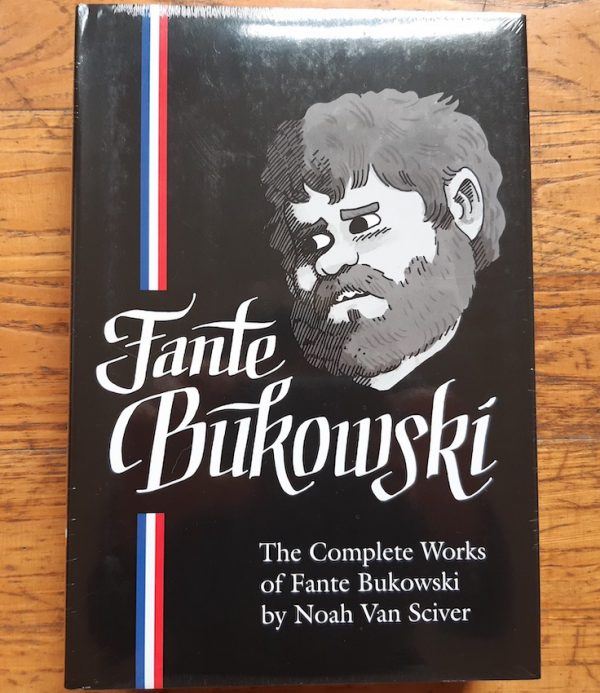 Fante
Bukowski
The Complete Works
of Fante Bukowski
by Noah Van Sciver